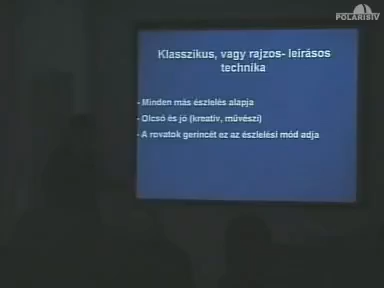 POLARISTV
Klasszikus, vagy rajzos- leírásos
technika
- Minden más észlelés alapja
- Olcsó és jó (kreatív, művészi)
- A rovatok gerincét ez az észlelési mód adja